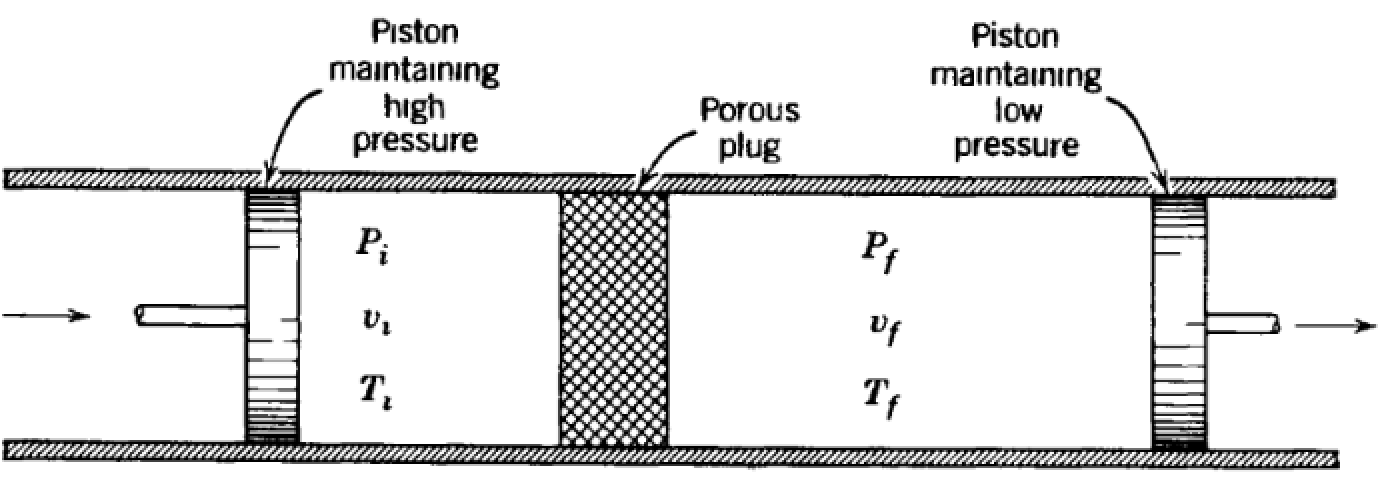 Piston
maintaining
high
pressure
Porous
plug
Piston
maintaining
low
pressure
P_i
v_i
T_i
P_f
v_f
T_f